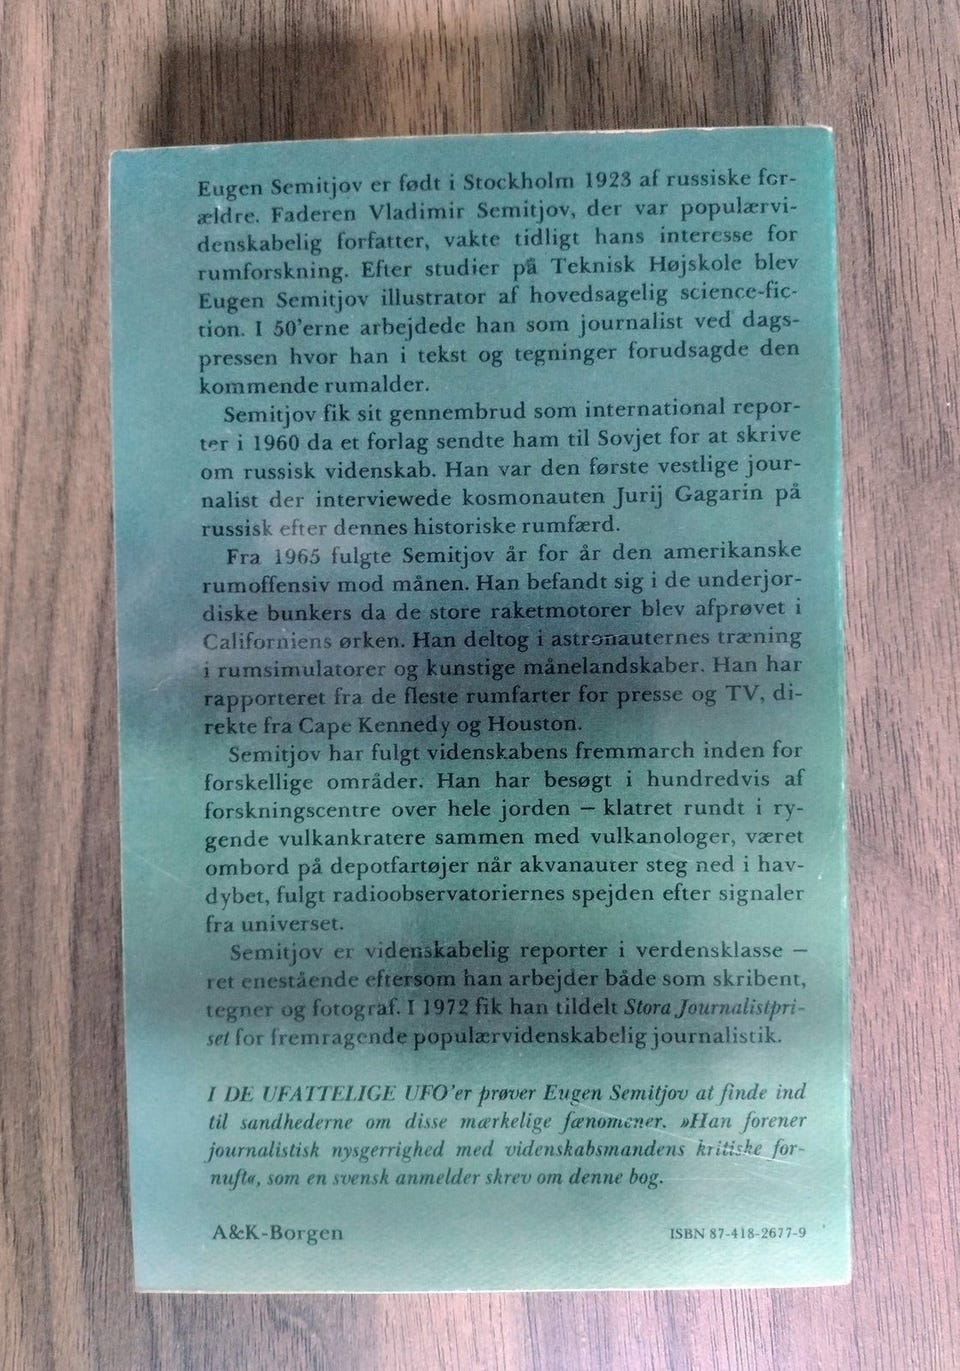 Eugen Semitjov er født i Stockholm 1923 af russiske for-
ældre. Faderen Vladimir Semitjov, der var populærvi-
denskabelig forfatter, vakte tidligt hans interesse for
rumforskning. Efter studier på Teknisk Højskole blev
Eugen Semitjov illustrator af hovedsagelig science-fic-
tion. I 50’erne arbejdede han som journalist ved dags-
pressen hvor han i tekst og tegninger forudsagde den
kommende rumalder.
Semitjov fik sit gennembrud som international repor-
ter i 1960 da et forlag sendte ham til Sovjet for at skrive
om russisk videnskab. Han var den første vestlige jour-
nalist der interviewede kosmonauten Jurij Gagarin på
russisk efter dennes historiske rumfærd.
Fra 1965 fulgte Semitjov år for år den amerikanske
rumoffensiv mod månen. Han befandt sig i de underjor-
diske bunkers da de store raketmotorer blev afprøvet i
Californiens ørken. Han deltog i astronauternes træning
i rumsimulatorer og kunstige månelandskaber. Han har
rapporteret fra de fleste rumfarter for presse og TV, di-
rekte fra Cape Kennedy og Houston.
Semitjov har fulgt videnskabens fremmarch inden for
forskellige områder. Han har besøgt i hundredvis af
forskningscentre over hele jorden – klatret rundt i ry-
gende vulkankratere sammen med vulkanologer, været
ombord på depotfartøjer når akvanauter steg ned i hav-
dybet, fulgt radioobservatoriernes spejden efter signaler
fra universet.
Semitjov er videnskabelig reporter i verdensklasse –
ret enestående eftersom han arbejder både som skribent,
tegner og fotograf. I 1972 fik han tildelt Stora Journalistpri-
set for fremragende populærvidenskabelig journalistik.
I DE UFATTELIGE UFO’er prøver Eugen Semitjov at finde ind
til sandhederne om disse mærkelige fænomener. »Han forener
journalistisk nysgerrighed med videnskabsmandens kritiske for-
nuft«, som en svensk anmelder skrev om denne bog.
A&K-Borgen
ISBN 87-418-2677-9